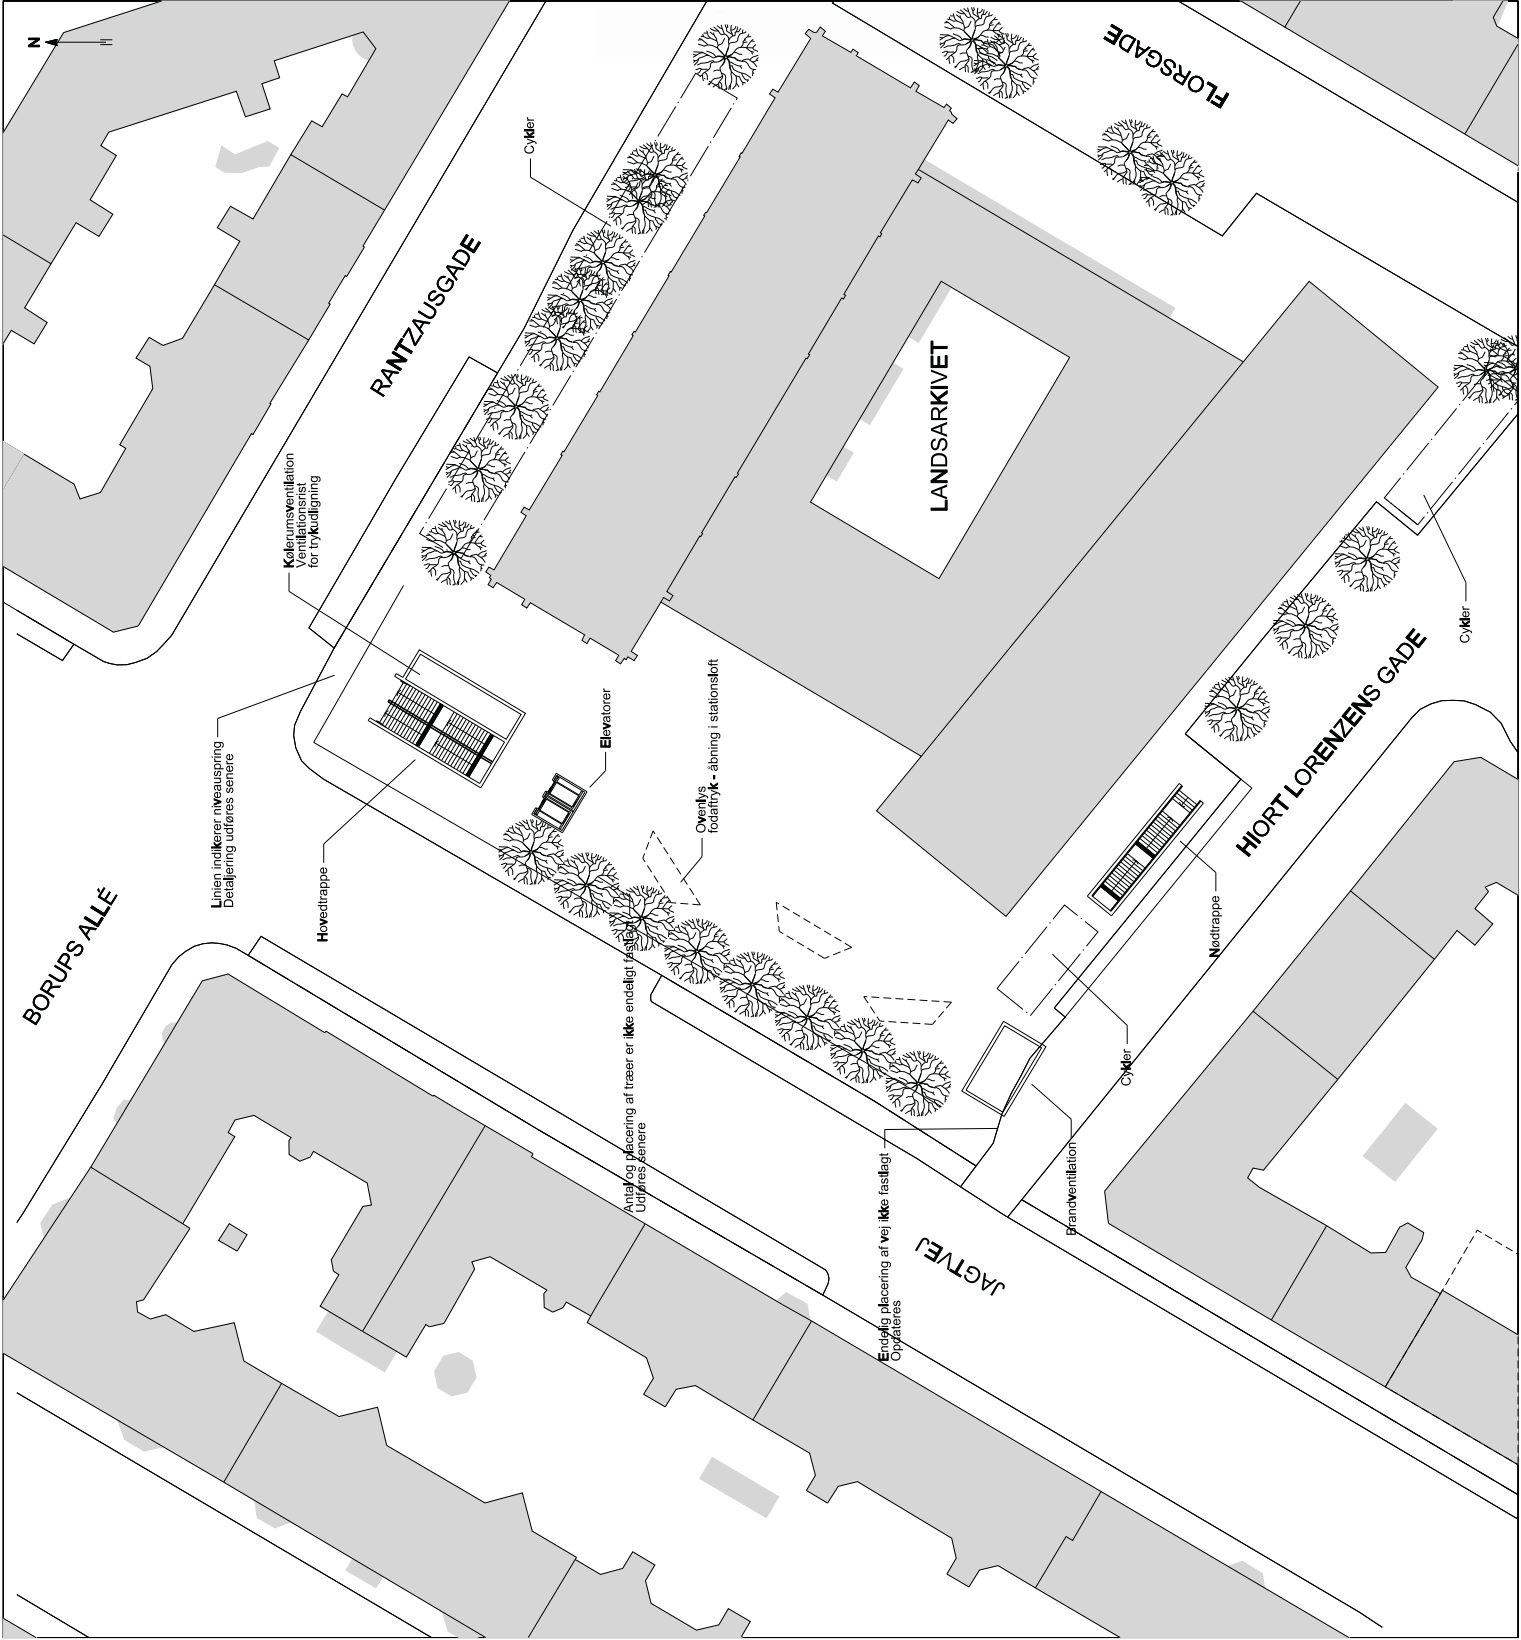 N
BORUPS ALLÉ
RANTZAUSGADE
FLORSGADE
Cykler
Kølerumsventilation
Ventilationsrist
for trykudligning
LANDSARKIVET
Linien indikerer niveauspring
Detaljering udføres senere
Hovedtrappe
Elevatorer
Ovenlys
fodaftryk - åbning i stationsloft
Antal og placering af træer er ikke endeligt fastlagt
Udføres senere
Cykler
HIORT LORENZENS GADE
Nødtrappe
Cykler
Brandventilation
Endelig placering af vej ikke fastlagt
Opdateres
JAGTVEJ